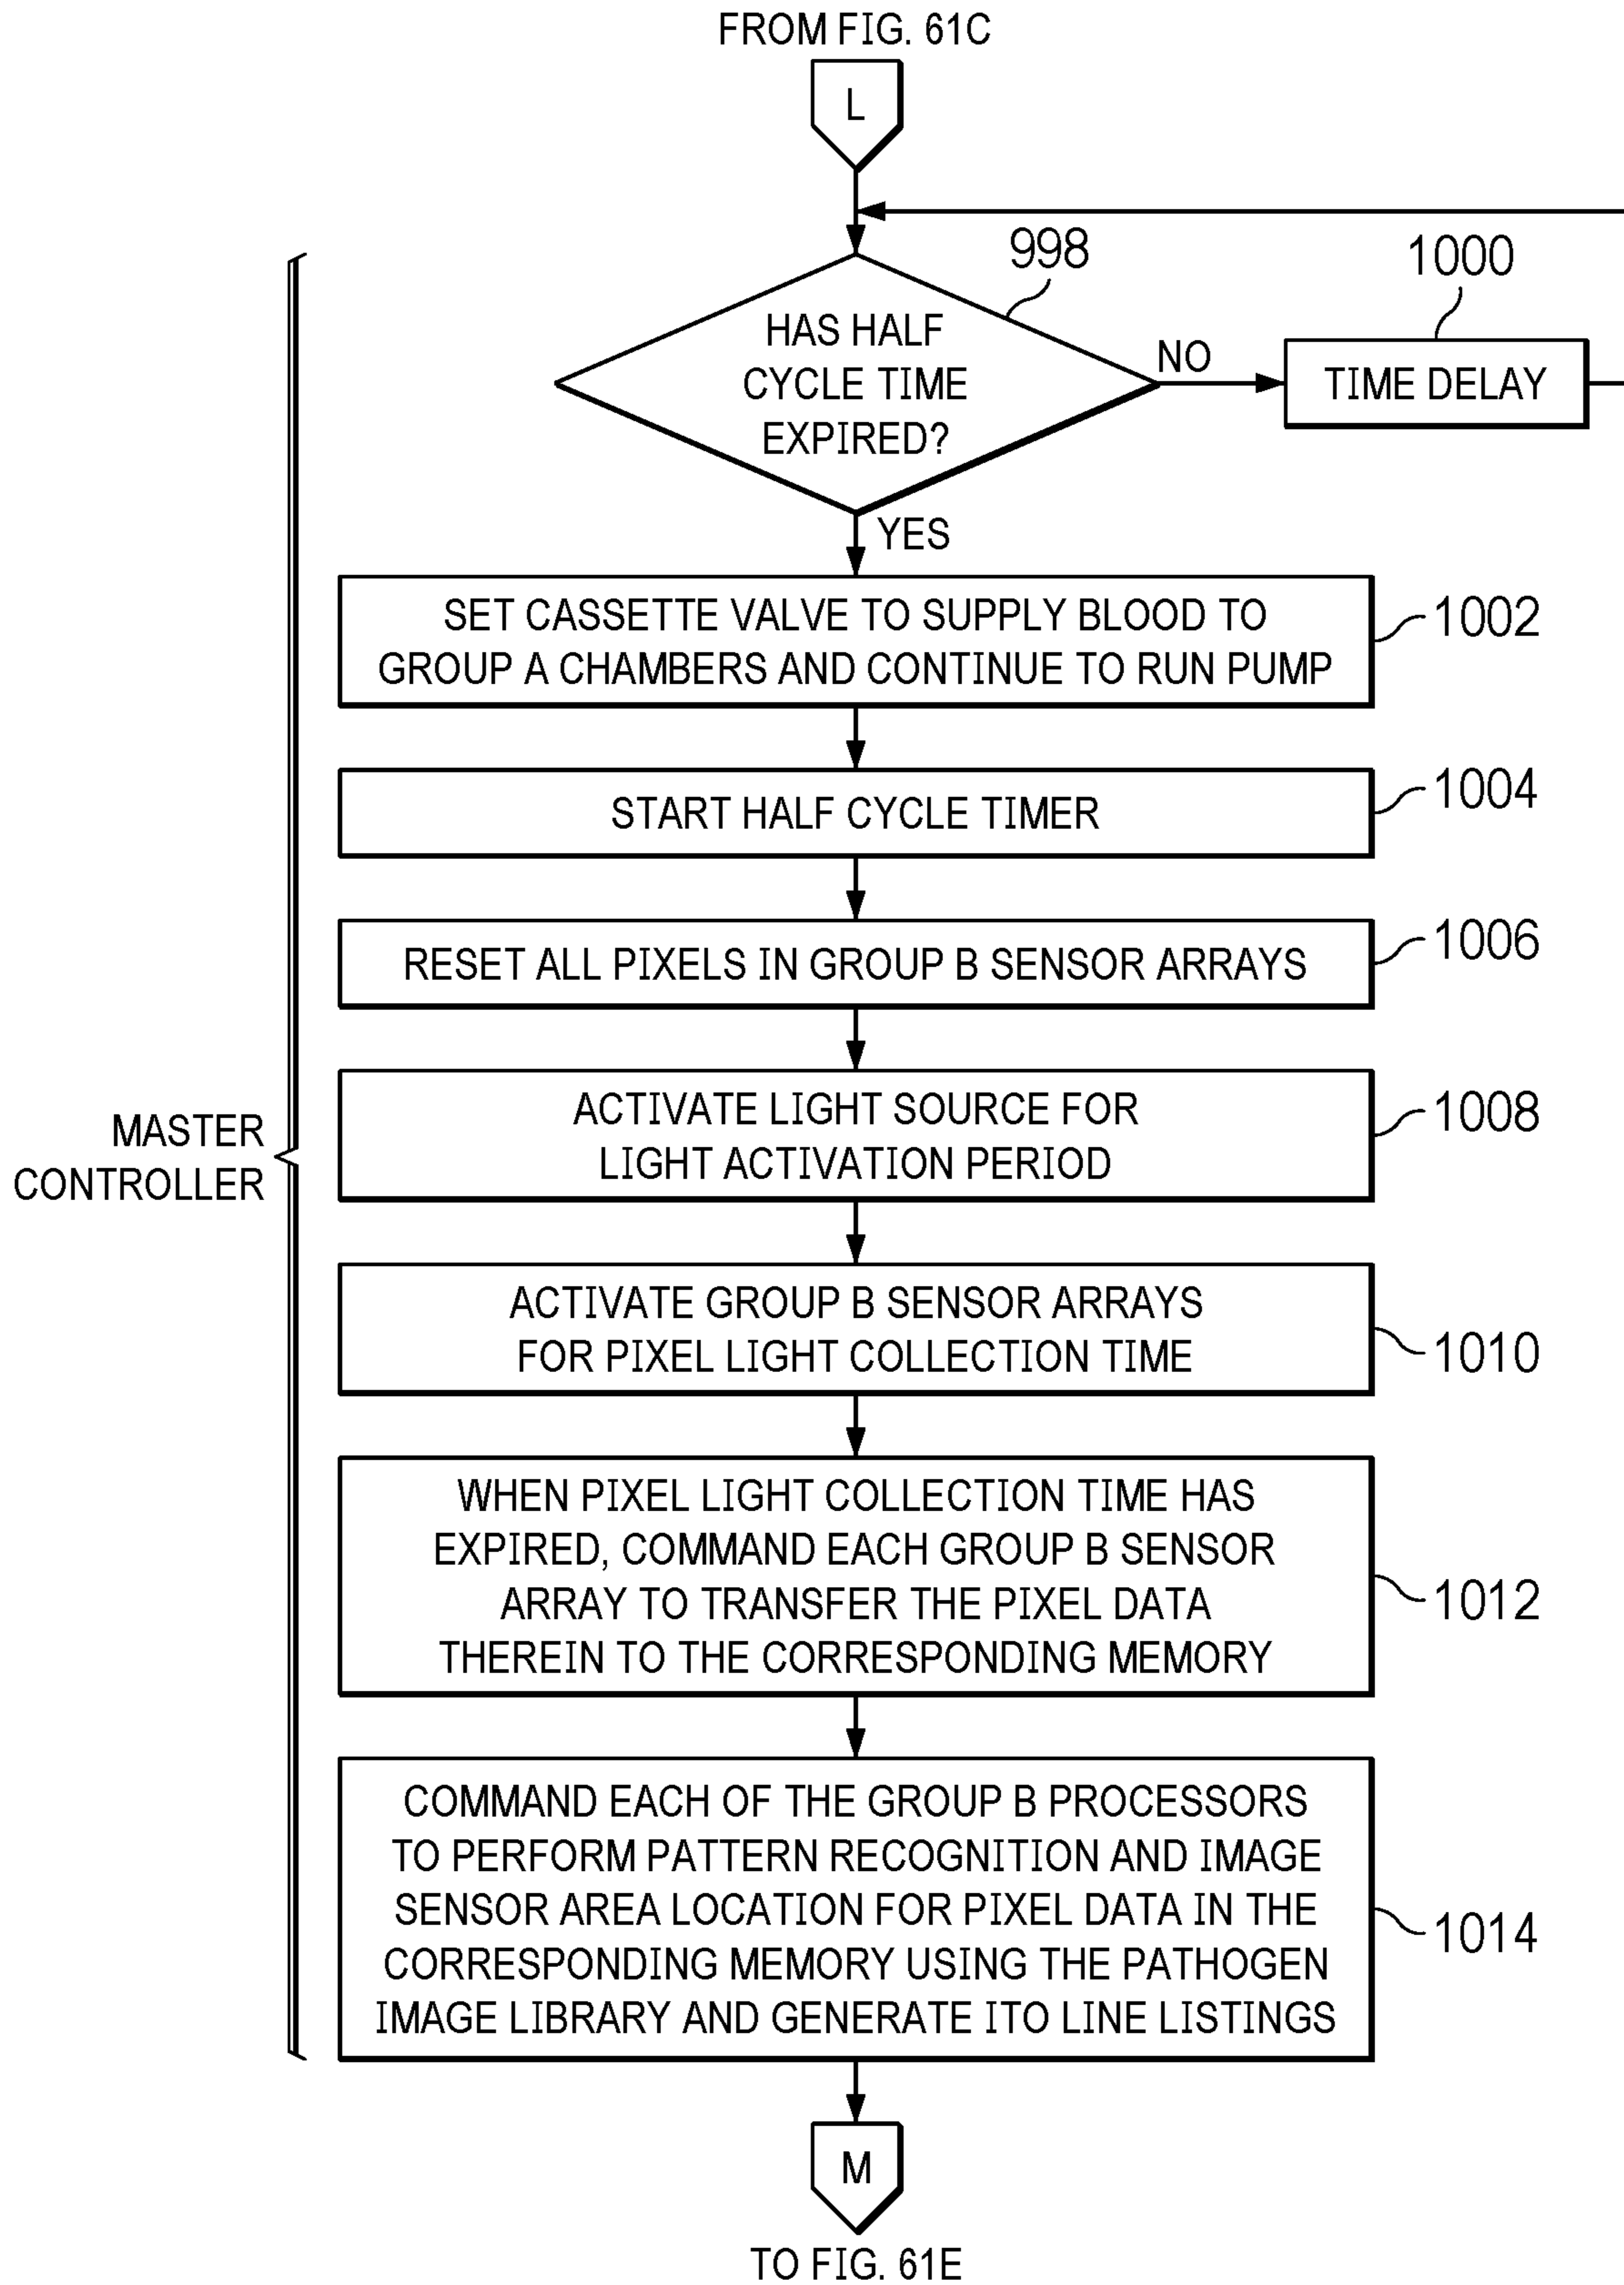 FROM FIG. 61C
L
998
1000
HAS HALF
CYCLE TIME
EXPIRED?
NO
TIME DELAY
YES
SET CASSETTE VALVE TO SUPPLY BLOOD TO
GROUP A CHAMBERS AND CONTINUE TO RUN PUMP
1002
START HALF CYCLE TIMER
1004
RESET ALL PIXELS IN GROUP B SENSOR ARRAYS
1006
ACTIVATE LIGHT SOURCE FOR
LIGHT ACTIVATION PERIOD
1008
MASTER
CONTROLLER
ACTIVATE GROUP B SENSOR ARRAYS
FOR PIXEL LIGHT COLLECTION TIME
1010
WHEN PIXEL LIGHT COLLECTION TIME HAS
EXPIRED, COMMAND EACH GROUP B SENSOR
ARRAY TO TRANSFER THE PIXEL DATA
THEREIN TO THE CORRESPONDING MEMORY
1012
COMMAND EACH OF THE GROUP B PROCESSORS
TO PERFORM PATTERN RECOGNITION AND IMAGE
SENSOR AREA LOCATION FOR PIXEL DATA IN THE
CORRESPONDING MEMORY USING THE PATHOGEN
IMAGE LIBRARY AND GENERATE ITO LINE LISTINGS
1014
M
TO FIG. 61E